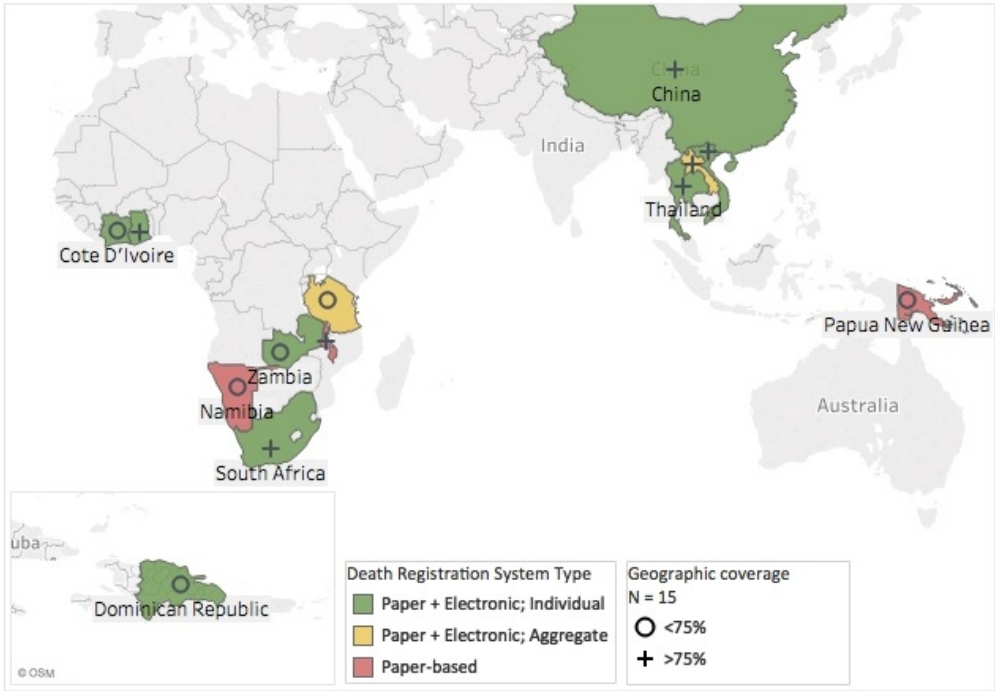 China
China
India
Thailand
Cote D'Ivoire
Papua New Guinea
Zambia
Namibia
Australia
South Africa
uba
Dominican Republic
© OSM
Death Registration System Type
Paper + Electronic; Individual
Paper + Electronic; Aggregate
Paper-based
Geographic coverage
N = 15
<75%
>75%